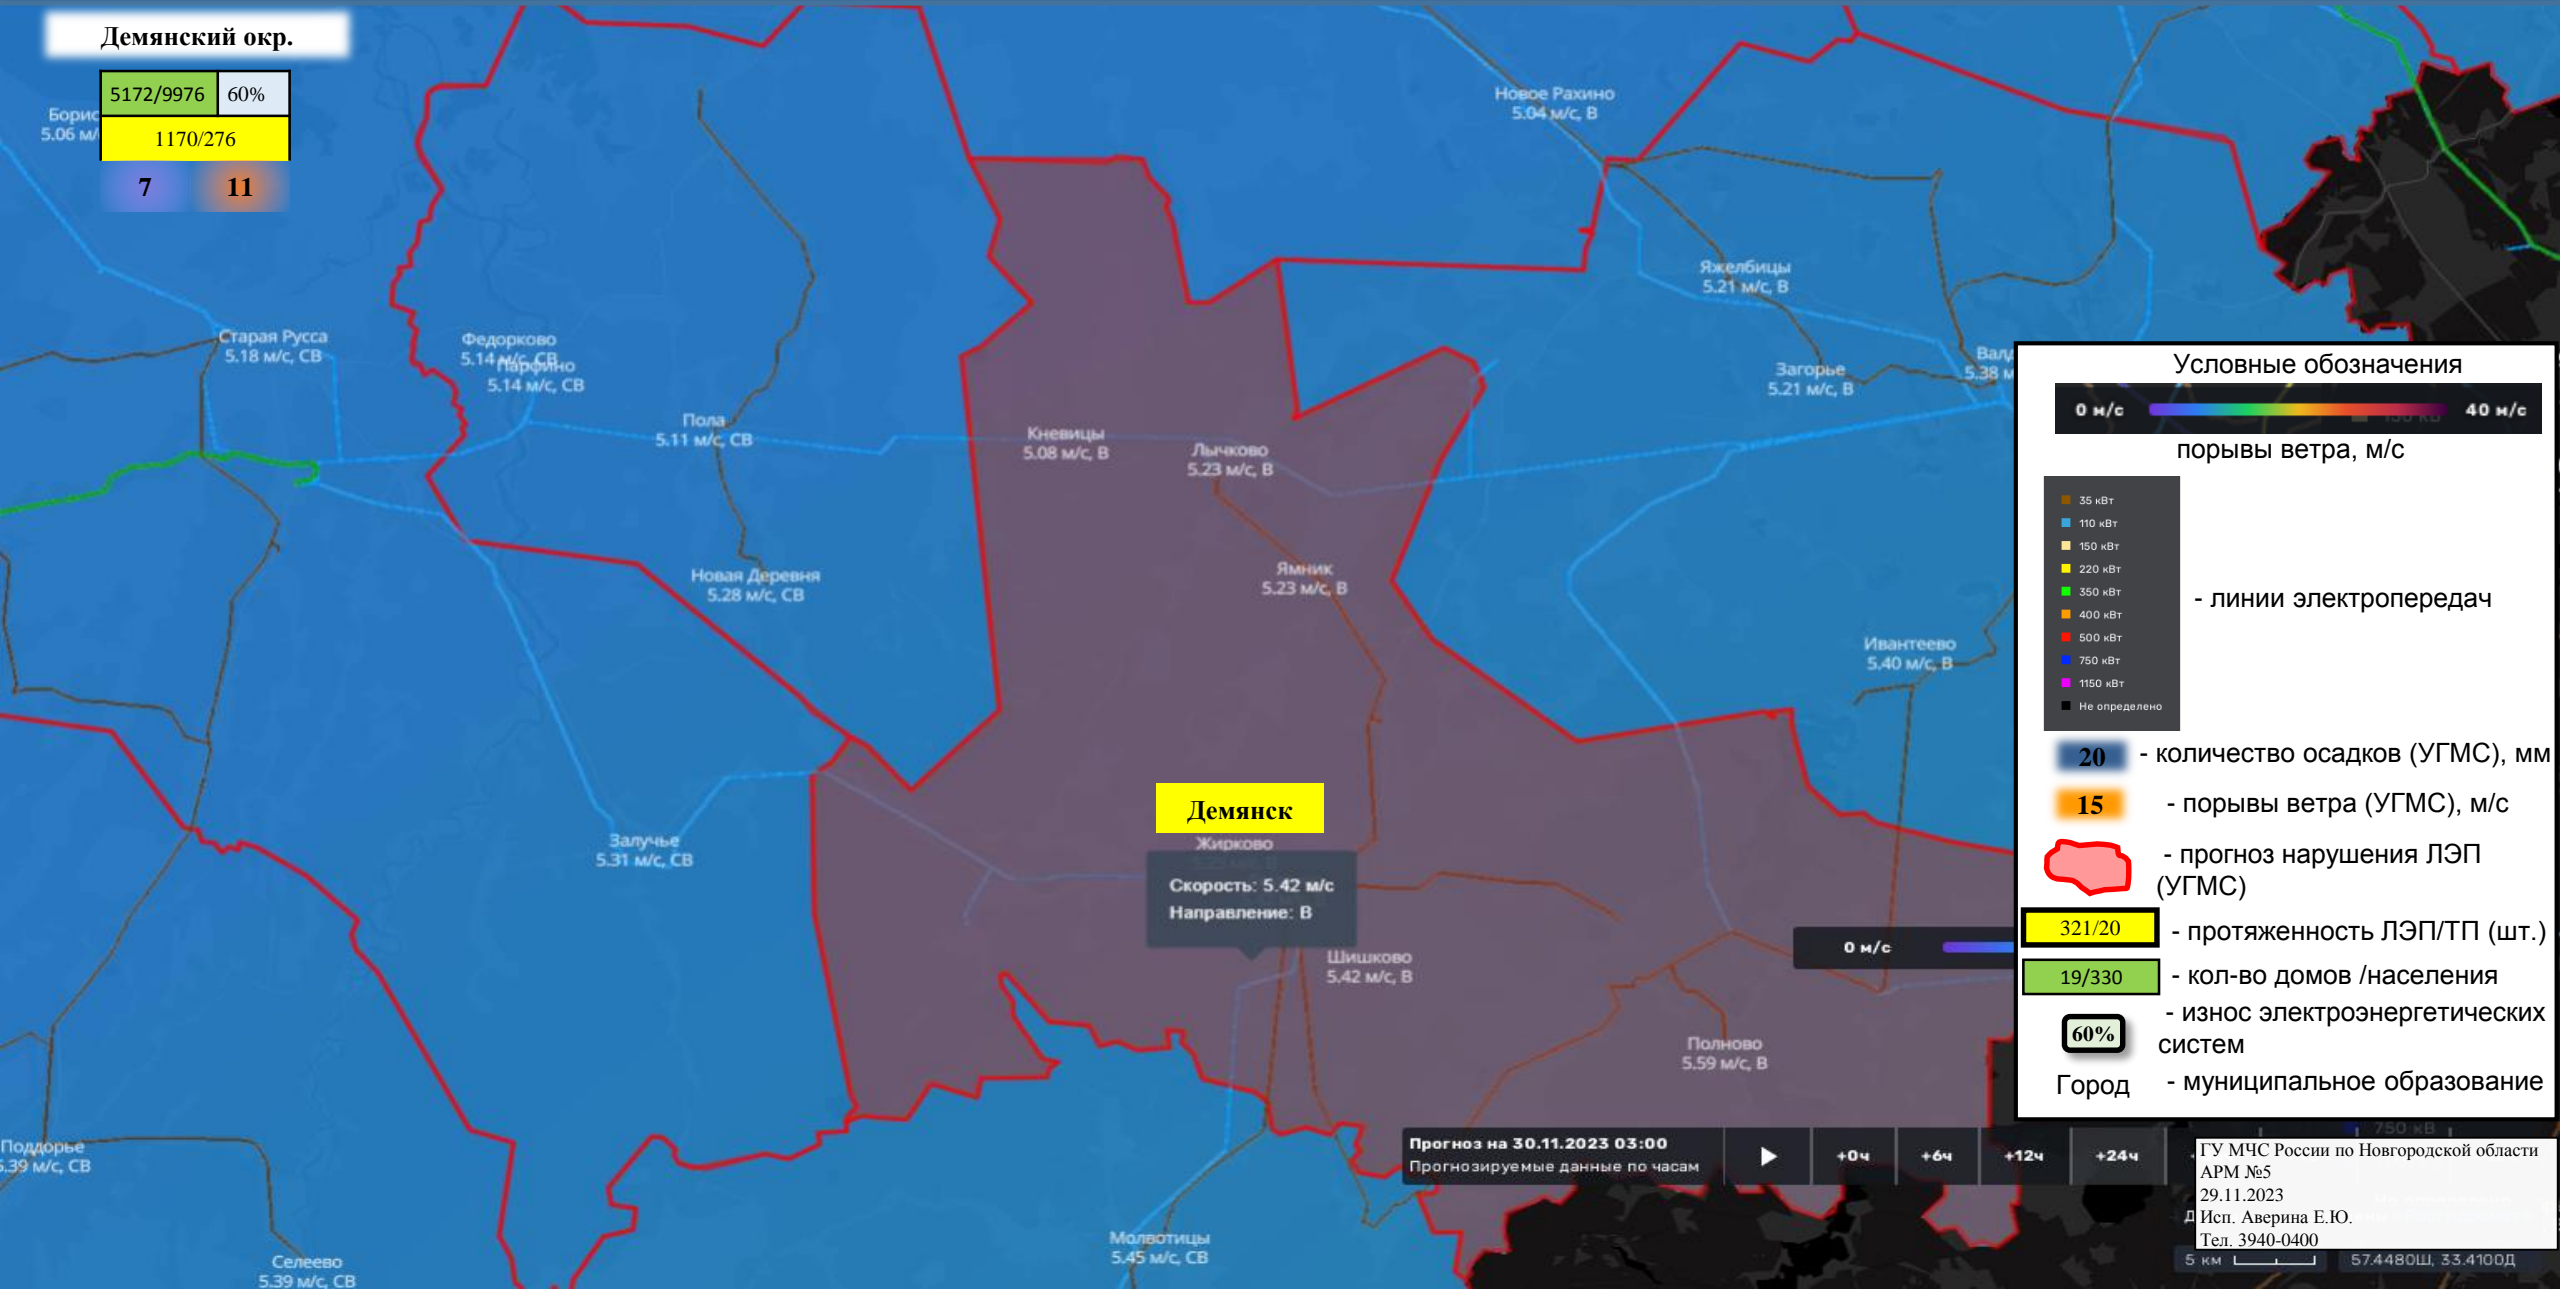 Демянский окр.
5172/9976 60%
1170/276
7 11
Борис
5.06 м/
Новое Рахино
5.04 м/с, В
Яжелбицы
5.21 м/с, В
Старая Русса
5.18 м/с, СВ
Федорково
5.14 м/с, СВ
Парфино
5.14 м/с, СВ
Загорье
5.21 м/с, В
Валд
5.38 м
Пола
5.11 м/с, СВ
Кневицы
5.08 м/с, В
Лычково
5.23 м/с, В
Новая Деревня
5.28 м/с, СВ
Ямник
5.23 м/с, В
Ивантеево
5.40 м/с, В
Демянск
Жирково
Скорость: 5.42 м/с
Направление: В
Залучье
5.31 м/с, СВ
Шишково
5.42 м/с, В
0 м/с
Полново
5.59 м/с, В
Поддорье
5.39 м/с, СВ
Молвотицы
5.45 м/с, СВ
Селеево
5.39 м/с, СВ
Прогноз на 30.11.2023 03:00
Прогнозируемые данные по часам
+0ч +6ч +12ч +24ч
Условные обозначения
0 м/с 40 м/с
порывы ветра, м/с
35 кВт
110 кВт
150 кВт
220 кВт
350 кВт
400 кВт
500 кВт
750 кВт
1150 кВт
Не определено
- линии электропередач
20 - количество осадков (УГМС), мм
15 - порывы ветра (УГМС), м/с
- прогноз нарушения ЛЭП
(УГМС)
321/20 - протяженность ЛЭП/ТП (шт.)
19/330 - кол-во домов /населения
60% - износ электроэнергетических
систем
Город - муниципальное образование
750 кВ
ГУ МЧС России по Новгородской области
АРМ №5
29.11.2023
Исп. Аверина Е.Ю.
Тел. 3940-0400
5 км 57.4480Ш, 33.4100Д